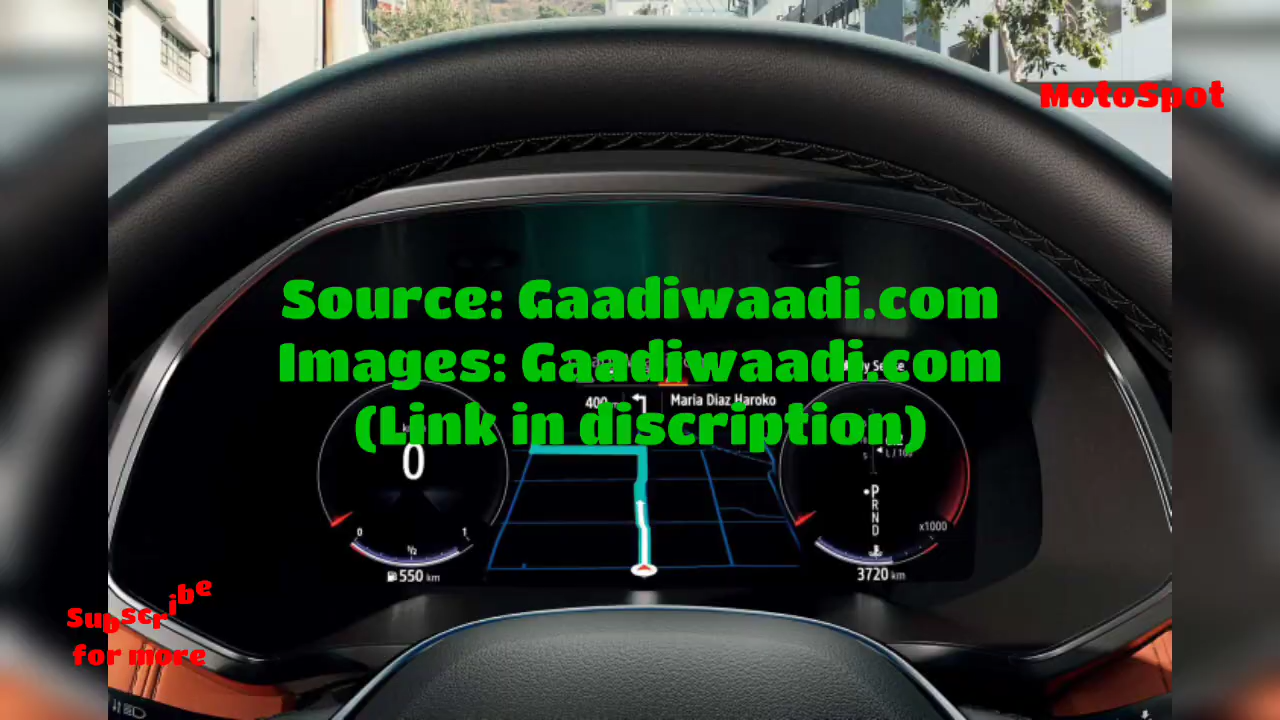 MotoSpot
Source: Gaadiwaadi.com
Images: Gaadiwaadi.com
(Link in discription)
400
Maria Diaz Haroko
0
P
R
N
D
0
1/2
1
x1000
550 km
3720 km
Subscribe
for more